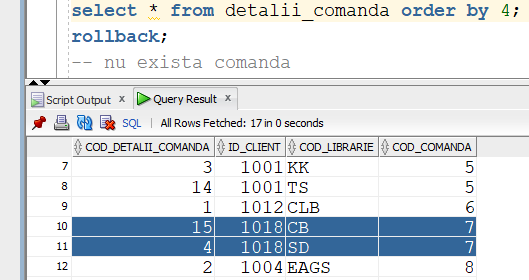 select * from detalii_comanda order by 4;
rollback;
-- nu exista comanda
Script Output x Query Result x
SQL | All Rows Fetched: 17 in 0 seconds
COD_DETALII_COMANDA ID_CLIENT COD_LIBRARIE COD_COMANDA
7 3 1001 KK 5
8 14 1001 TS 5
9 1 1012 CLB 6
10 15 1018 CB 7
11 4 1018 SD 7
12 2 1004 EAGS 8